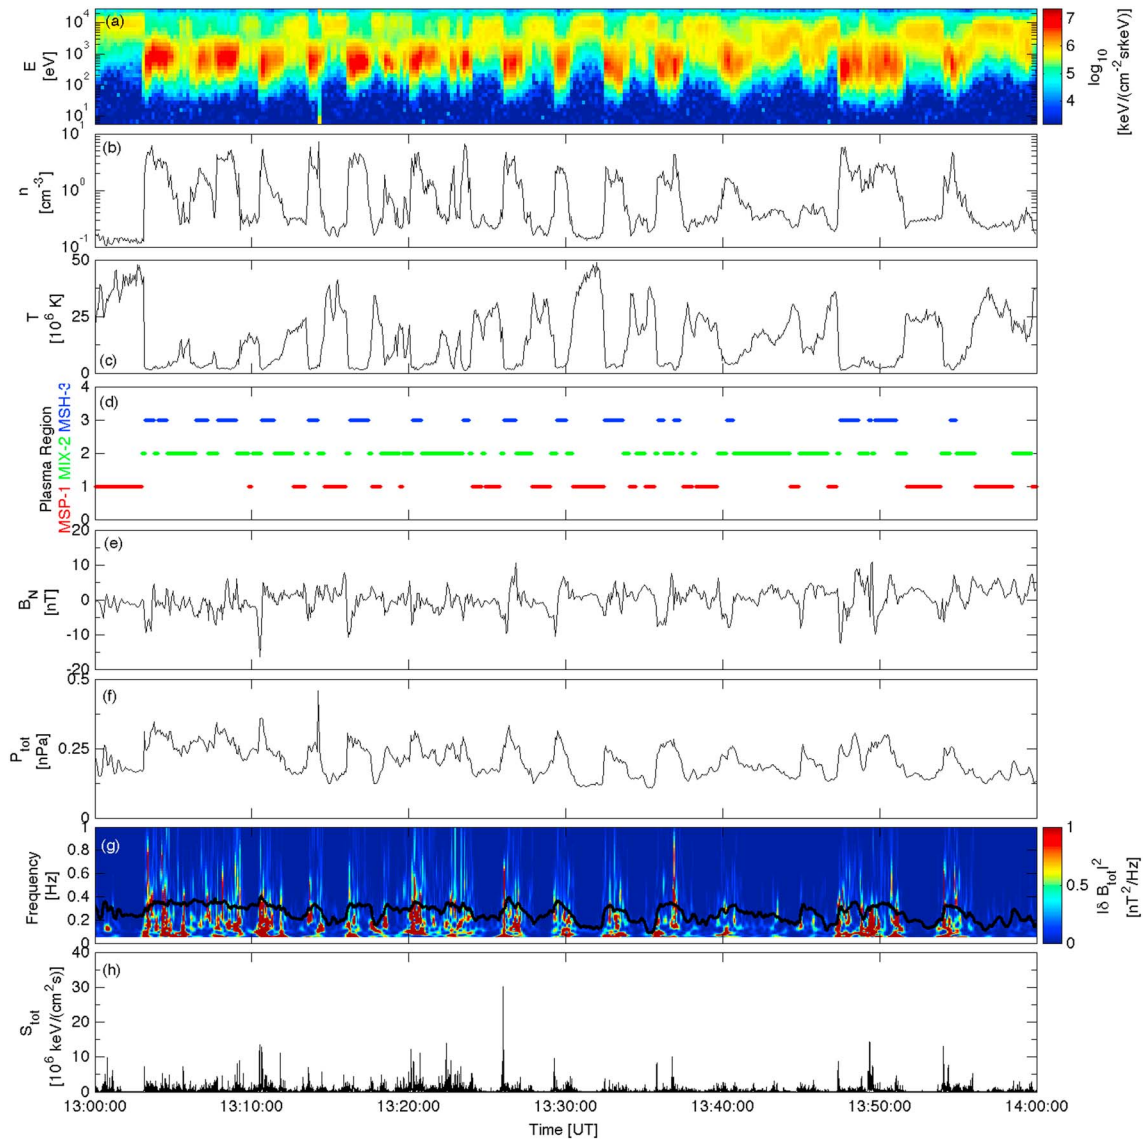 (a)
10^4
10^3
10^2
10^1
E
[eV]
7
6
5
4
log10
[keV/(cm^-2srkeV)]
(b)
10^1
10^0
10^-1
n
[cm^-3]
(c)
50
25
0
T
[10^6 K]
(d)
4
3
2
1
0
Plasma Region
MSP-1 MIX-2 MSH-3
(e)
20
10
0
-10
-20
B_N
[nT]
(f)
0.5
0.25
0
P_tot
[nPa]
(g)
1
0.8
0.6
0.4
0.2
0
Frequency
[Hz]
1
0.5
0
|δ B_tot|^2
[nT^2/Hz]
(h)
40
30
20
10
0
S_tot
[10^6 keV/(cm^2s)]
13:00:00 13:10:00 13:20:00 13:30:00 13:40:00 13:50:00 14:00:00
Time [UT]